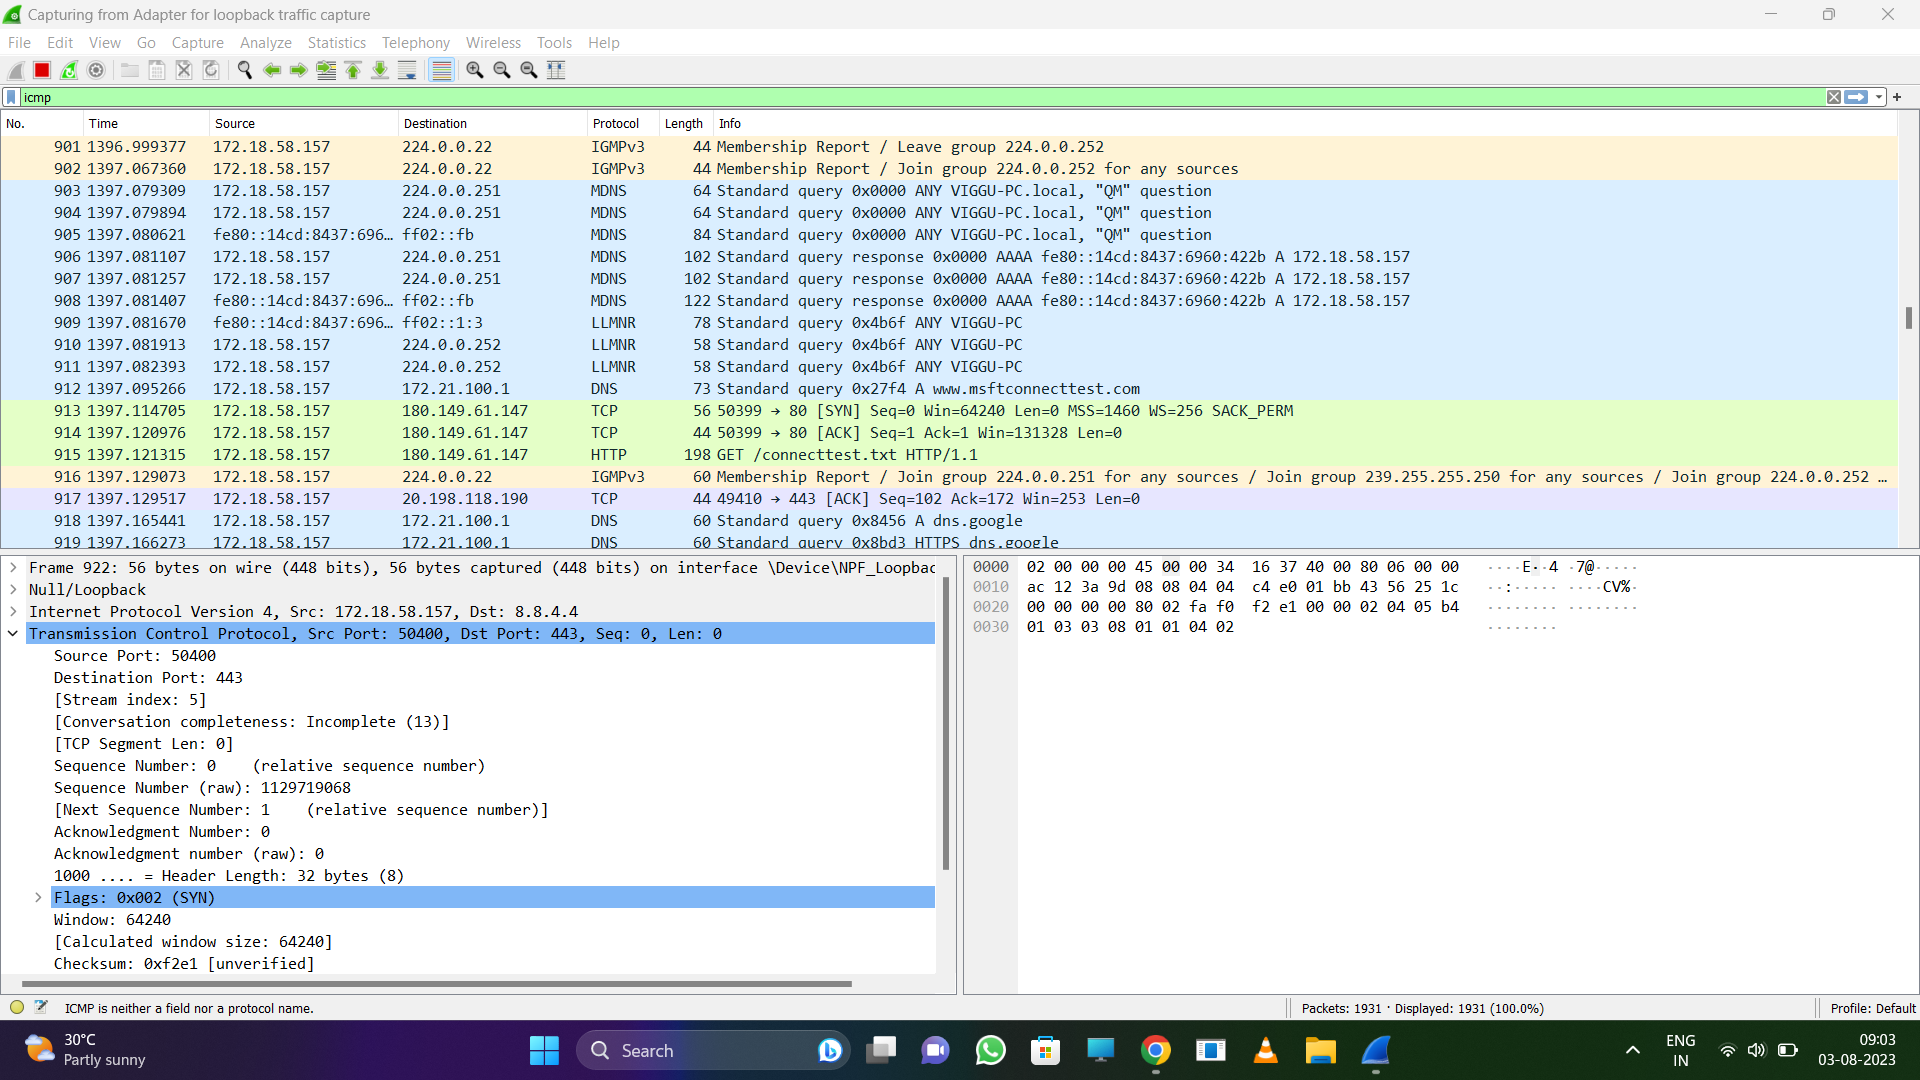 Capturing from Adapter for loopback traffic capture
File Edit View Go Capture Analyze Statistics Telephony Wireless Tools Help
icmp
No. Time Source Destination Protocol Length Info
901 1396.999377 172.18.58.157 224.0.0.22 IGMPv3 44 Membership Report / Leave group 224.0.0.252
902 1397.067360 172.18.58.157 224.0.0.22 IGMPv3 44 Membership Report / Join group 224.0.0.252 for any sources
903 1397.079309 172.18.58.157 224.0.0.251 MDNS 64 Standard query 0x0000 ANY VIGGU-PC.local, "QM" question
904 1397.079894 172.18.58.157 224.0.0.251 MDNS 64 Standard query 0x0000 ANY VIGGU-PC.local, "QM" question
905 1397.080621 fe80::14cd:8437:696… ff02::fb MDNS 84 Standard query 0x0000 ANY VIGGU-PC.local, "QM" question
906 1397.081107 172.18.58.157 224.0.0.251 MDNS 102 Standard query response 0x0000 AAAA fe80::14cd:8437:6960:422b A 172.18.58.157
907 1397.081257 172.18.58.157 224.0.0.251 MDNS 102 Standard query response 0x0000 AAAA fe80::14cd:8437:6960:422b A 172.18.58.157
908 1397.081407 fe80::14cd:8437:696… ff02::fb MDNS 122 Standard query response 0x0000 AAAA fe80::14cd:8437:6960:422b A 172.18.58.157
909 1397.081670 fe80::14cd:8437:696… ff02::1:3 LLMNR 78 Standard query 0x4b6f ANY VIGGU-PC
910 1397.081913 172.18.58.157 224.0.0.252 LLMNR 58 Standard query 0x4b6f ANY VIGGU-PC
911 1397.082393 172.18.58.157 224.0.0.252 LLMNR 58 Standard query 0x4b6f ANY VIGGU-PC
912 1397.095266 172.18.58.157 172.21.100.1 DNS 73 Standard query 0x27f4 A www.msftconnecttest.com
913 1397.114705 172.18.58.157 180.149.61.147 TCP 56 50399 → 80 [SYN] Seq=0 Win=64240 Len=0 MSS=1460 WS=256 SACK_PERM
914 1397.120976 172.18.58.157 180.149.61.147 TCP 44 50399 → 80 [ACK] Seq=1 Ack=1 Win=131328 Len=0
915 1397.121315 172.18.58.157 180.149.61.147 HTTP 198 GET /connecttest.txt HTTP/1.1
916 1397.129073 172.18.58.157 224.0.0.22 IGMPv3 60 Membership Report / Join group 224.0.0.251 for any sources / Join group 239.255.255.250 for any sources / Join group 224.0.0.252 …
917 1397.129517 172.18.58.157 20.198.118.190 TCP 44 49410 → 443 [ACK] Seq=102 Ack=172 Win=253 Len=0
918 1397.165441 172.18.58.157 172.21.100.1 DNS 60 Standard query 0x8456 A dns.google
919 1397.166273 172.18.58.157 172.21.100.1 DNS 60 Standard query 0x8bd3 HTTPS dns.google
Frame 922: 56 bytes on wire (448 bits), 56 bytes captured (448 bits) on interface \Device\NPF_Loopbac
Null/Loopback
Internet Protocol Version 4, Src: 172.18.58.157, Dst: 8.8.4.4
Transmission Control Protocol, Src Port: 50400, Dst Port: 443, Seq: 0, Len: 0
Source Port: 50400
Destination Port: 443
[Stream index: 5]
[Conversation completeness: Incomplete (13)]
[TCP Segment Len: 0]
Sequence Number: 0 (relative sequence number)
Sequence Number (raw): 1129719068
[Next Sequence Number: 1 (relative sequence number)]
Acknowledgment Number: 0
Acknowledgment number (raw): 0
1000 .... = Header Length: 32 bytes (8)
Flags: 0x002 (SYN)
Window: 64240
[Calculated window size: 64240]
Checksum: 0xf2e1 [unverified]
0000 02 00 00 00 45 00 00 34 16 37 40 00 80 06 00 00 ····E··4 ·7@·····
0010 ac 12 3a 9d 08 08 04 04 c4 e0 01 bb 43 56 25 1c ··:····· ····CV%·
0020 00 00 00 00 80 02 fa f0 f2 e1 00 00 02 04 05 b4 ········ ········
0030 01 03 03 08 01 01 04 02 ········
ICMP is neither a field nor a protocol name.
Packets: 1931 · Displayed: 1931 (100.0%)
Profile: Default
30°C
Partly sunny
Search
ENG
IN
09:03
03-08-2023